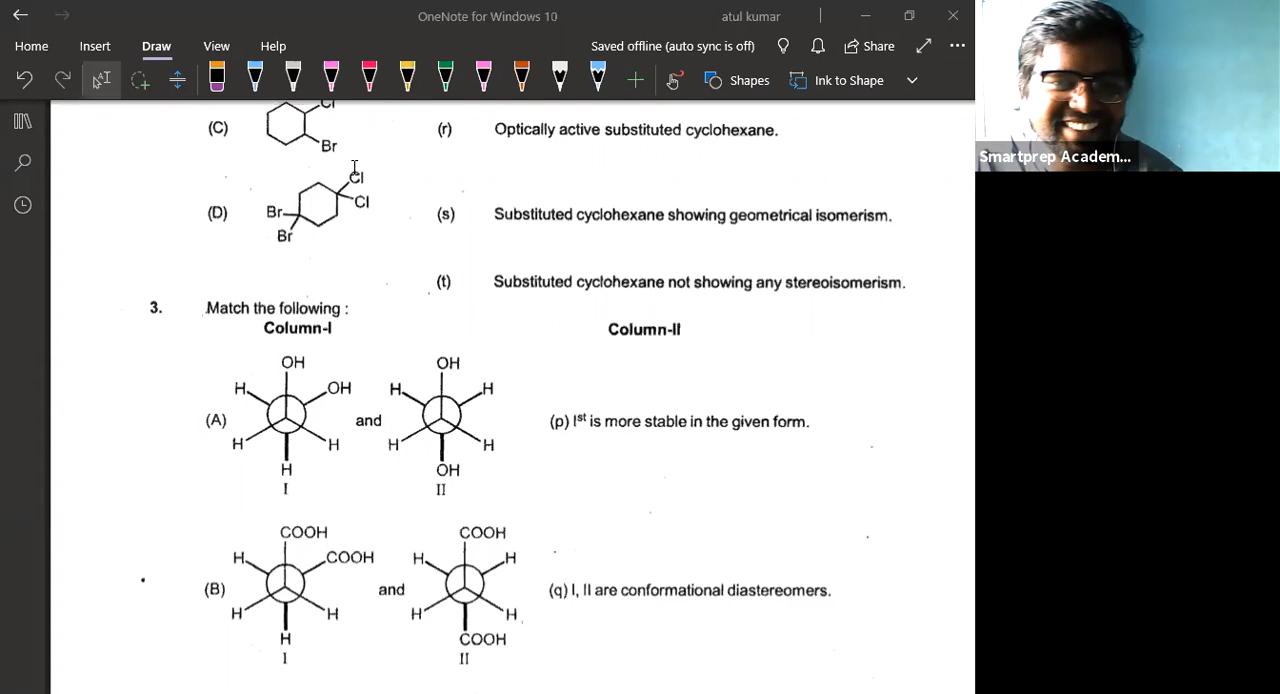 OneNote for Windows 10
atul kumar
Home Insert Draw View Help
Saved offline (auto sync is off)
Share
Shapes
Ink to Shape
Smartprep Academ...
(C)
Cl
Br
(r) Optically active substituted cyclohexane.
(D)
Cl
Cl
Br
Br
(s) Substituted cyclohexane showing geometrical isomerism.
(t) Substituted cyclohexane not showing any stereoisomerism.
3. Match the following :
Column-I Column-II
OH OH
H OH H H
(A) and (p) Ist is more stable in the given form.
H H H H
H OH
I II
COOH COOH
H COOH H H
(B) and (q) I, II are conformational diastereomers.
H H H H
H COOH
I II